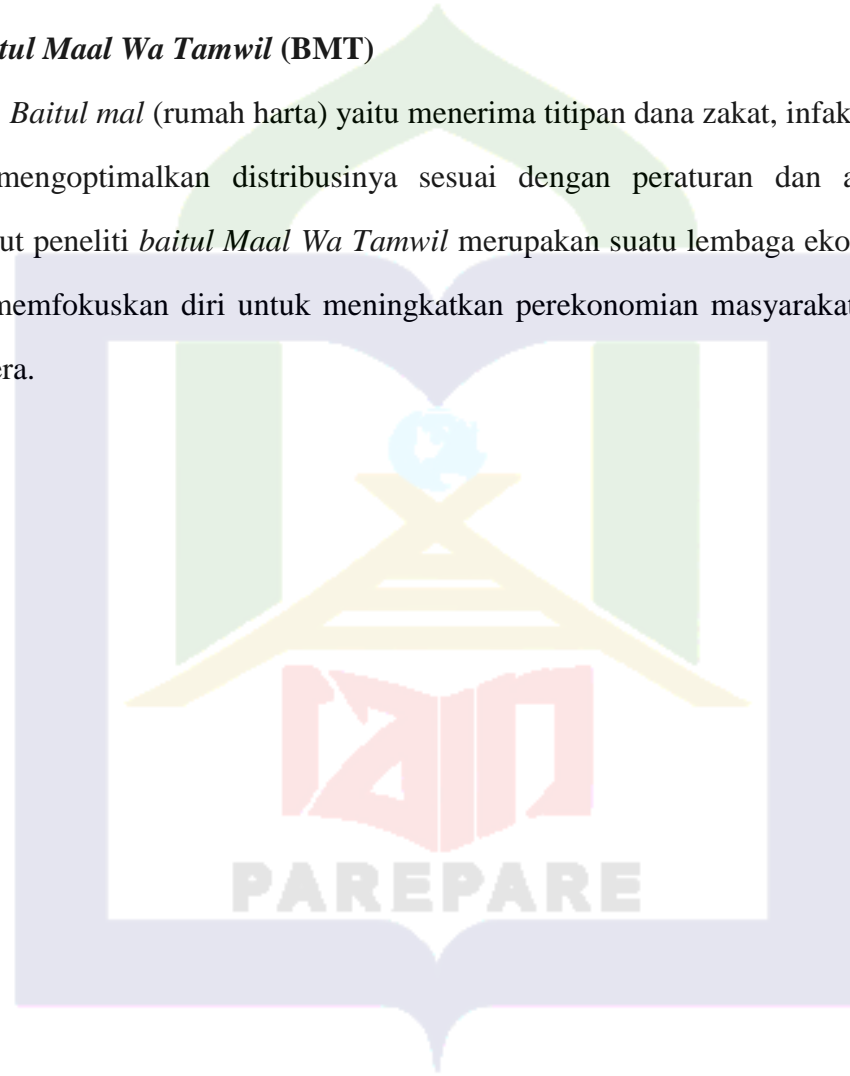 tul Maal Wa Tamwil (BMT)
Baitul mal (rumah harta) yaitu menerima titipan dana zakat, infak
mengoptimalkan distribusinya sesuai dengan peraturan dan a
ut peneliti baitul Maal Wa Tamwil merupakan suatu lembaga eko
memfokuskan diri untuk meningkatkan perekonomian masyarakat
era.
iain
PAREPARE